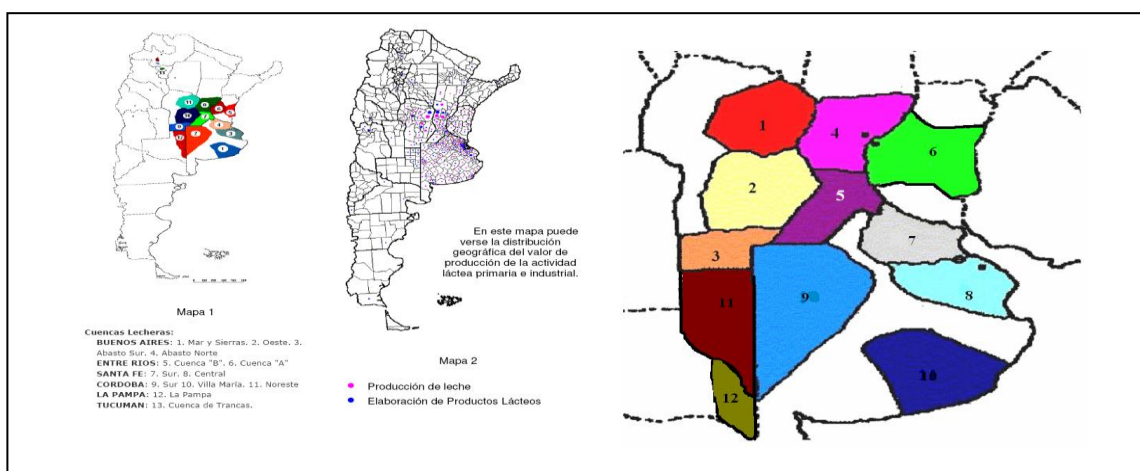 En este mapa puede
verse la distribución
geográfica del valor de
producción de la actividad
láctea primaria e industrial.
Mapa 1
Cuencas Lecheras:
BUENOS AIRES: 1. Mar y Sierras. 2. Oeste. 3.
Abasto Sur. 4. Abasto Norte
ENTRE RIOS: 5. Cuenca "B". 6. Cuenca "A"
SANTA FE: 7. Sur. 8. Central
CORDOBA: 9. Sur 10. Villa María. 11. Noreste
LA PAMPA: 12. La Pampa
TUCUMAN: 13. Cuenca de Trancas.
Mapa 2
Producción de leche
Elaboración de Productos Lácteos
1
4
6
2
5
7
3
11
9
8
12